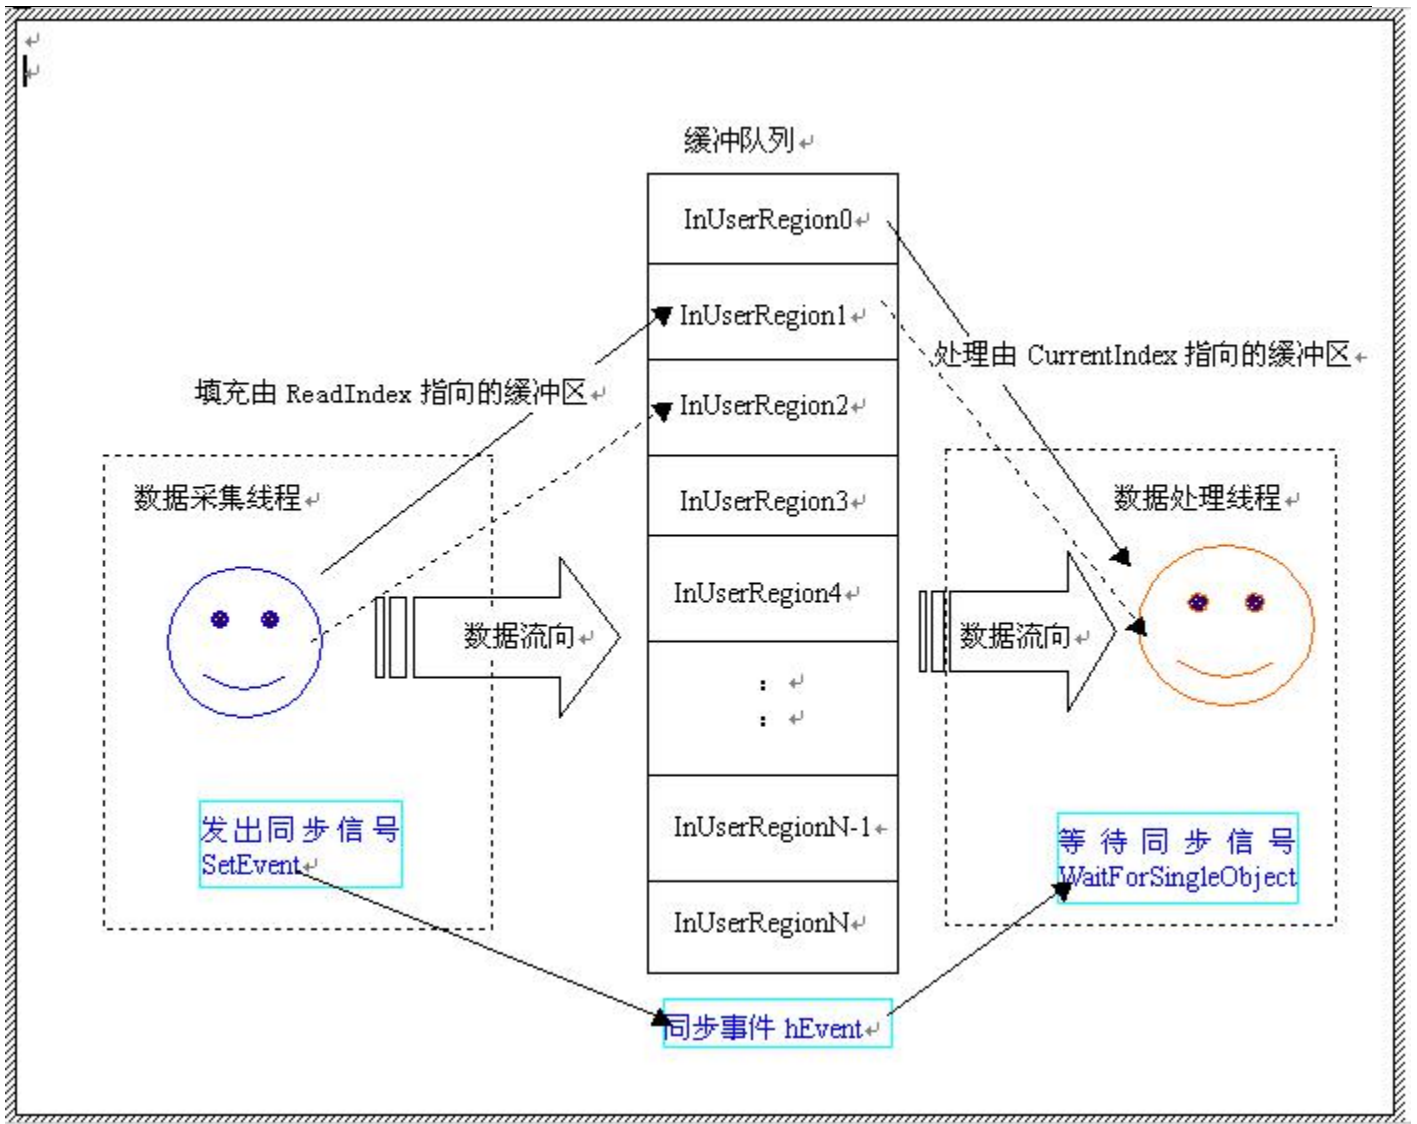 缓冲队列
InUserRegion0
InUserRegion1
处理由 CurrentIndex 指向的缓冲区
填充由 ReadIndex 指向的缓冲区
InUserRegion2
数据采集线程
InUserRegion3
数据处理线程
InUserRegion4
数据流向
数据流向
:
:
发出同步信号
SetEvent
InUserRegionN-1
等待同步信号
WaitForSingleObject
InUserRegionN
同步事件 hEvent